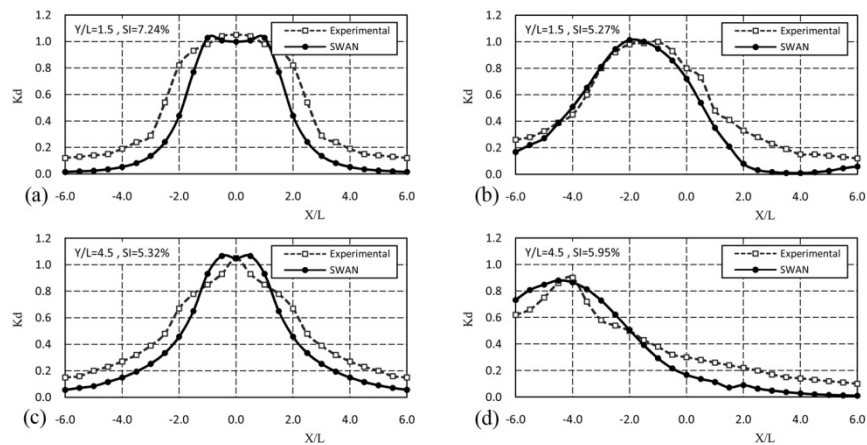 Y/L=1.5 , SI=7.24%
Experimental
SWAN
1.2
1.0
0.8
0.6
0.4
0.2
0.0
Kd
-6.0 -4.0 -2.0 0.0 2.0 4.0 6.0
X/L
(a)
Y/L=1.5 , SI=5.27%
Experimental
SWAN
1.2
1.0
0.8
0.6
0.4
0.2
0.0
Kd
-6.0 -4.0 -2.0 0.0 2.0 4.0 6.0
X/L
(b)
Y/L=4.5 , SI=5.32%
Experimental
SWAN
1.2
1.0
0.8
0.6
0.4
0.2
0.0
Kd
-6.0 -4.0 -2.0 0.0 2.0 4.0 6.0
X/L
(c)
Y/L=4.5 , SI=5.95%
Experimental
SWAN
1.2
1.0
0.8
0.6
0.4
0.2
0.0
Kd
-6.0 -4.0 -2.0 0.0 2.0 4.0 6.0
X/L
(d)